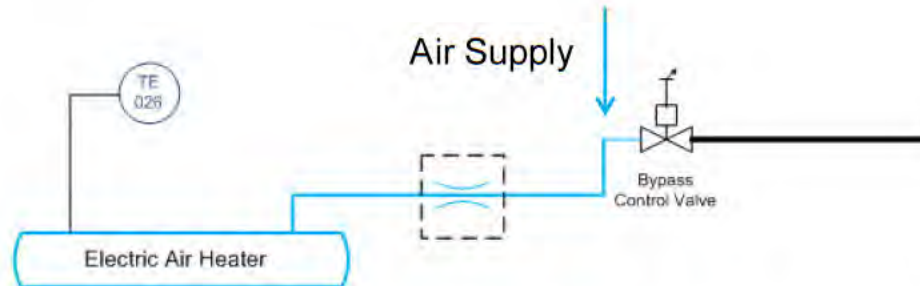 Air Supply
TE
026
Bypass
Control Valve
Electric Air Heater